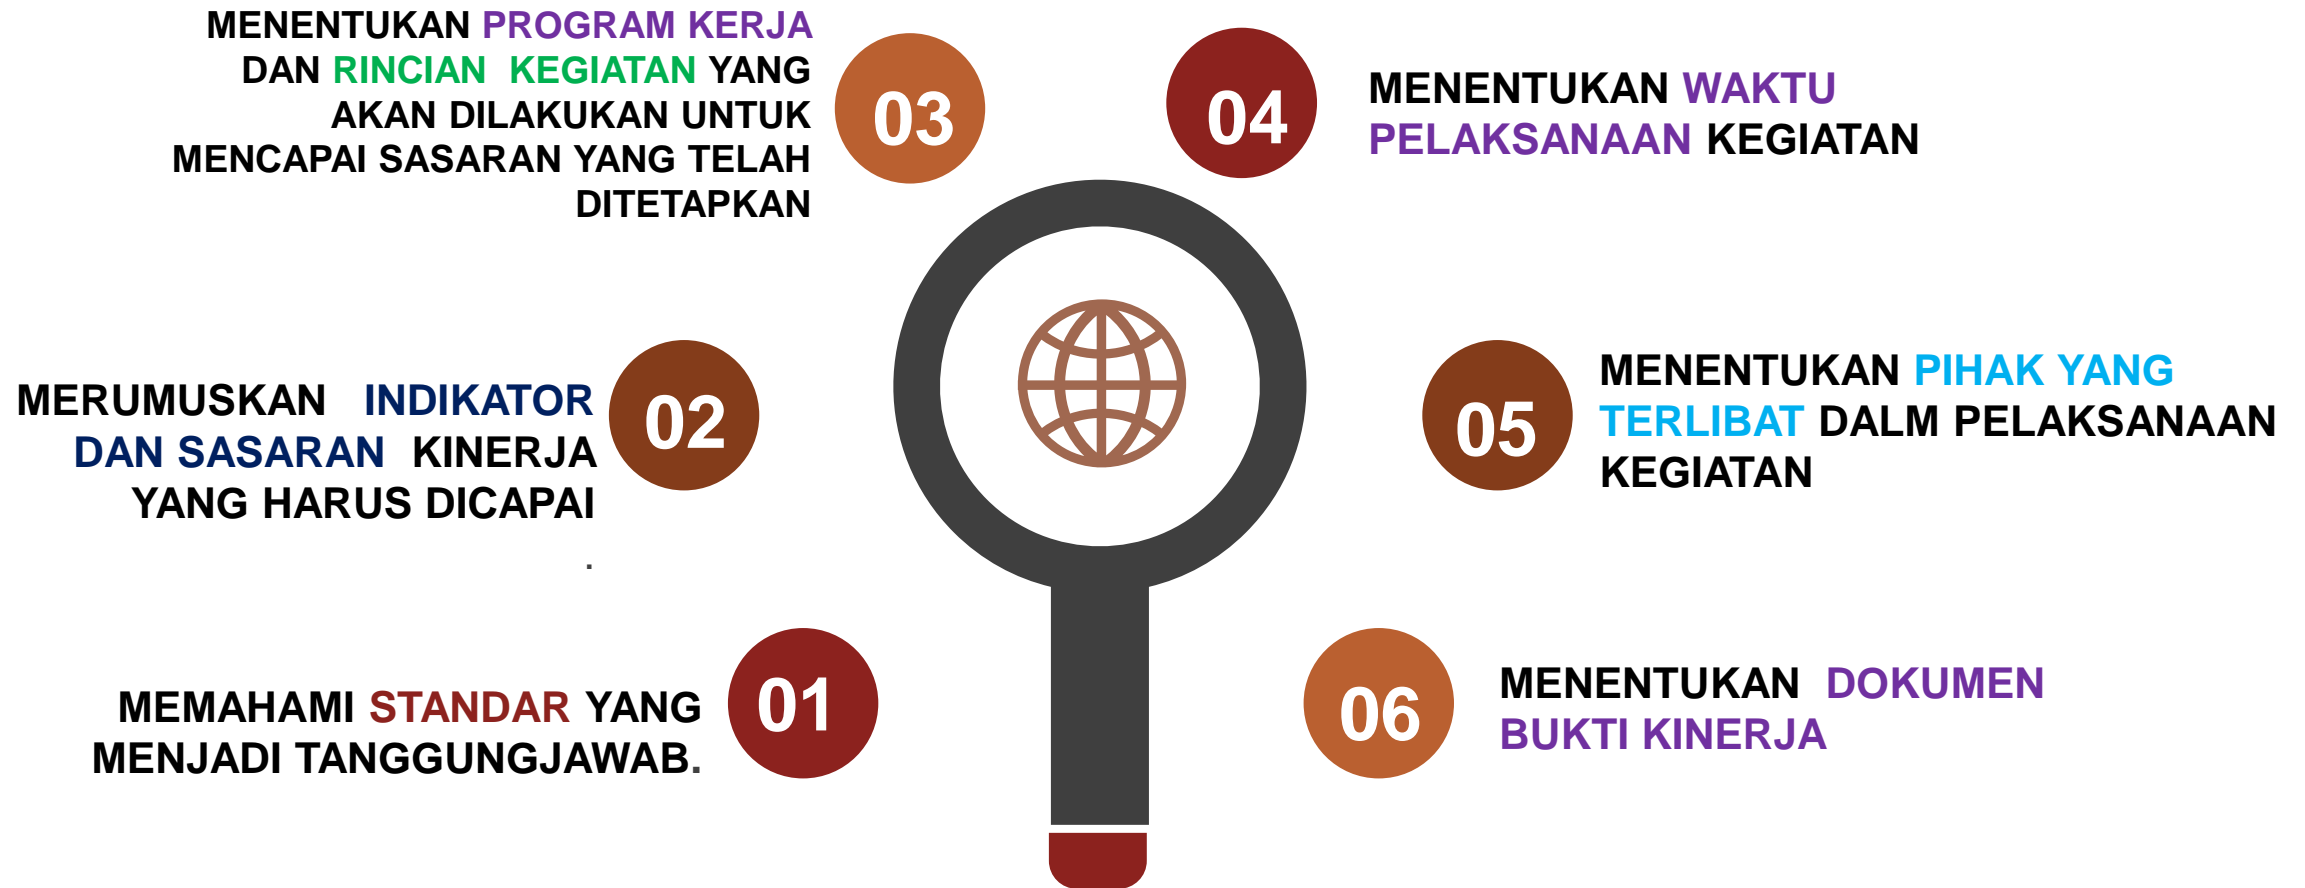 MENENTUKAN PROGRAM KERJA
DAN RINCIAN KEGIATAN YANG
AKAN DILAKUKAN UNTUK
MENCAPAI SASARAN YANG TELAH
DITETAPKAN
03
04
MENENTUKAN WAKTU
PELAKSANAAN KEGIATAN
MERUMUSKAN INDIKATOR
DAN SASARAN KINERJA
YANG HARUS DICAPAI
.
02
05
MENENTUKAN PIHAK YANG
TERLIBAT DALM PELAKSANAAN
KEGIATAN
MEMAHAMI STANDAR YANG
MENJADI TANGGUNGJAWAB.
01
06
MENENTUKAN DOKUMEN
BUKTI KINERJA